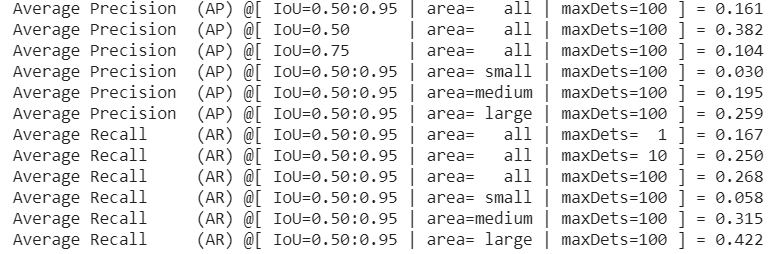 Average Precision  (AP) @[ IoU=0.50:0.95 | area=   all | maxDets=100 ] = 0.161
Average Precision  (AP) @[ IoU=0.50      | area=   all | maxDets=100 ] = 0.382
Average Precision  (AP) @[ IoU=0.75      | area=   all | maxDets=100 ] = 0.104
Average Precision  (AP) @[ IoU=0.50:0.95 | area= small | maxDets=100 ] = 0.030
Average Precision  (AP) @[ IoU=0.50:0.95 | area=medium | maxDets=100 ] = 0.195
Average Precision  (AP) @[ IoU=0.50:0.95 | area= large | maxDets=100 ] = 0.259
Average Recall     (AR) @[ IoU=0.50:0.95 | area=   all | maxDets=  1 ] = 0.167
Average Recall     (AR) @[ IoU=0.50:0.95 | area=   all | maxDets= 10 ] = 0.250
Average Recall     (AR) @[ IoU=0.50:0.95 | area=   all | maxDets=100 ] = 0.268
Average Recall     (AR) @[ IoU=0.50:0.95 | area= small | maxDets=100 ] = 0.058
Average Recall     (AR) @[ IoU=0.50:0.95 | area=medium | maxDets=100 ] = 0.315
Average Recall     (AR) @[ IoU=0.50:0.95 | area= large | maxDets=100 ] = 0.422